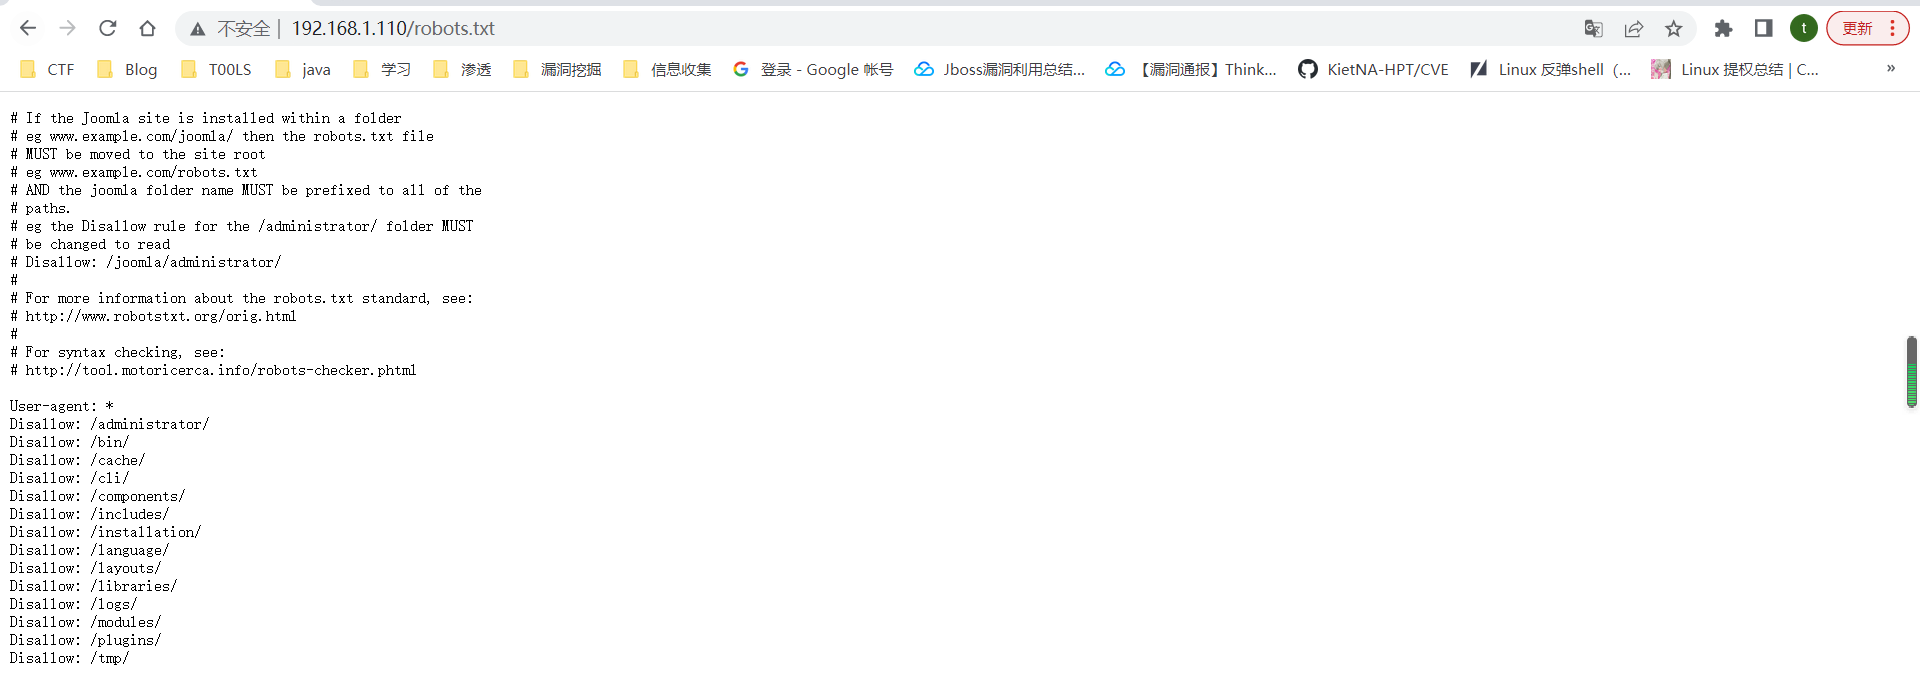 不安全 | 192.168.1.110/robots.txt
t
更新
CTF Blog T00LS java 学习 渗透 漏洞挖掘 信息收集 登录 - Google 帐号 Jboss漏洞利用总结... 【漏洞通报】Think... KietNA-HPT/CVE Linux 反弹shell（... Linux 提权总结 | C... »
# If the Joomla site is installed within a folder
# eg www.example.com/joomla/ then the robots.txt file
# MUST be moved to the site root
# eg www.example.com/robots.txt
# AND the joomla folder name MUST be prefixed to all of the
# paths.
# eg the Disallow rule for the /administrator/ folder MUST
# be changed to read
# Disallow: /joomla/administrator/
#
# For more information about the robots.txt standard, see:
# http://www.robotstxt.org/orig.html
#
# For syntax checking, see:
# http://tool.motoricerca.info/robots-checker.phtml
User-agent: *
Disallow: /administrator/
Disallow: /bin/
Disallow: /cache/
Disallow: /cli/
Disallow: /components/
Disallow: /includes/
Disallow: /installation/
Disallow: /language/
Disallow: /layouts/
Disallow: /libraries/
Disallow: /logs/
Disallow: /modules/
Disallow: /plugins/
Disallow: /tmp/